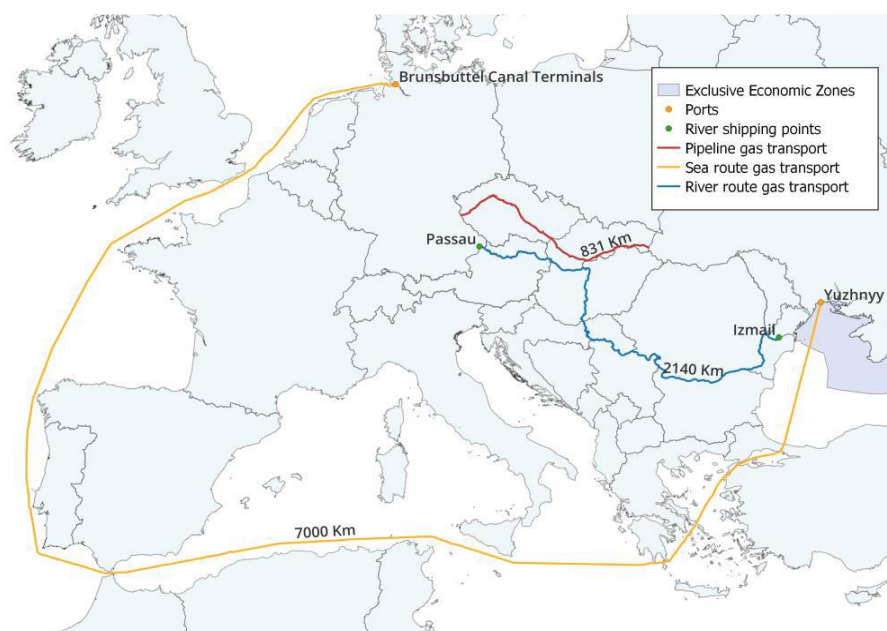 Brunsbuttel Canal Terminals
Exclusive Economic Zones
Ports
River shipping points
Pipeline gas transport
Sea route gas transport
River route gas transport
Passau
831 Km
Yuzhnyy
Izmail
2140 Km
7000 Km